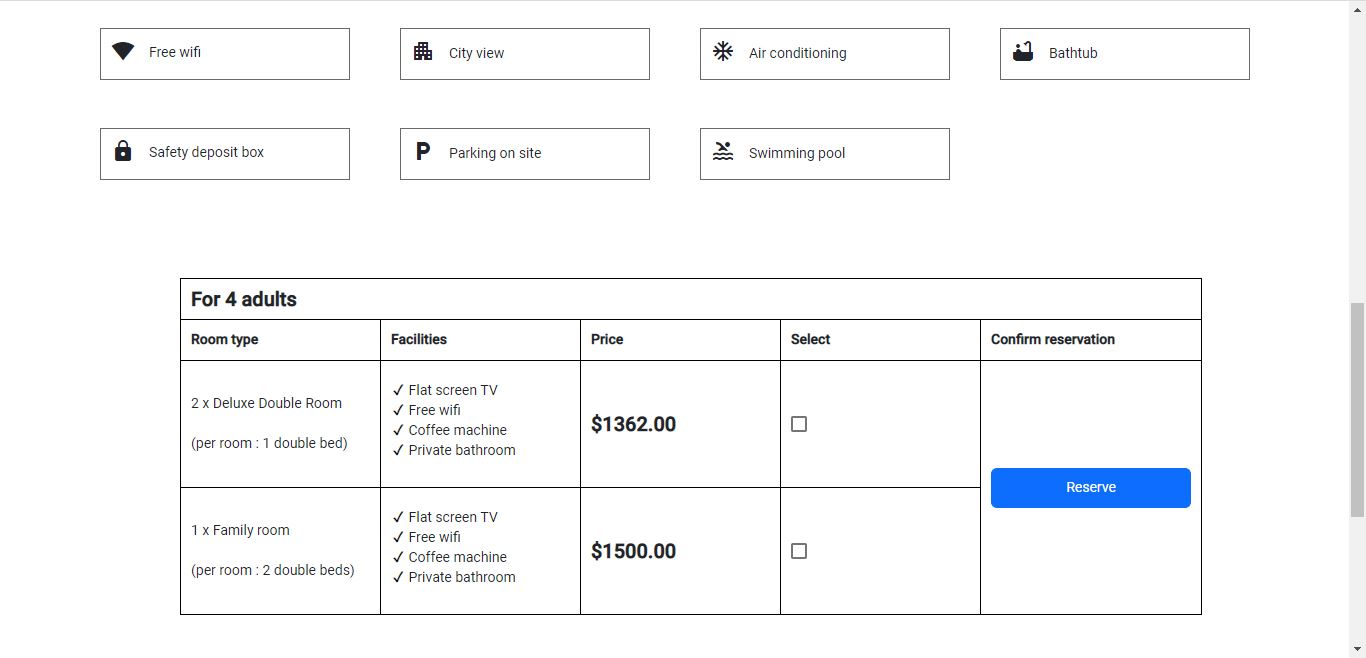 Free wifi
City view
Air conditioning
Bathtub
Safety deposit box
P Parking on site
Swimming pool
For 4 adults
Room type
Facilities
Price
Select
Confirm reservation
2 x Deluxe Double Room
(per room : 1 double bed)
✓ Flat screen TV
✓ Free wifi
✓ Coffee machine
✓ Private bathroom
$1362.00
Reserve
1 x Family room
(per room : 2 double beds)
✓ Flat screen TV
✓ Free wifi
✓ Coffee machine
✓ Private bathroom
$1500.00